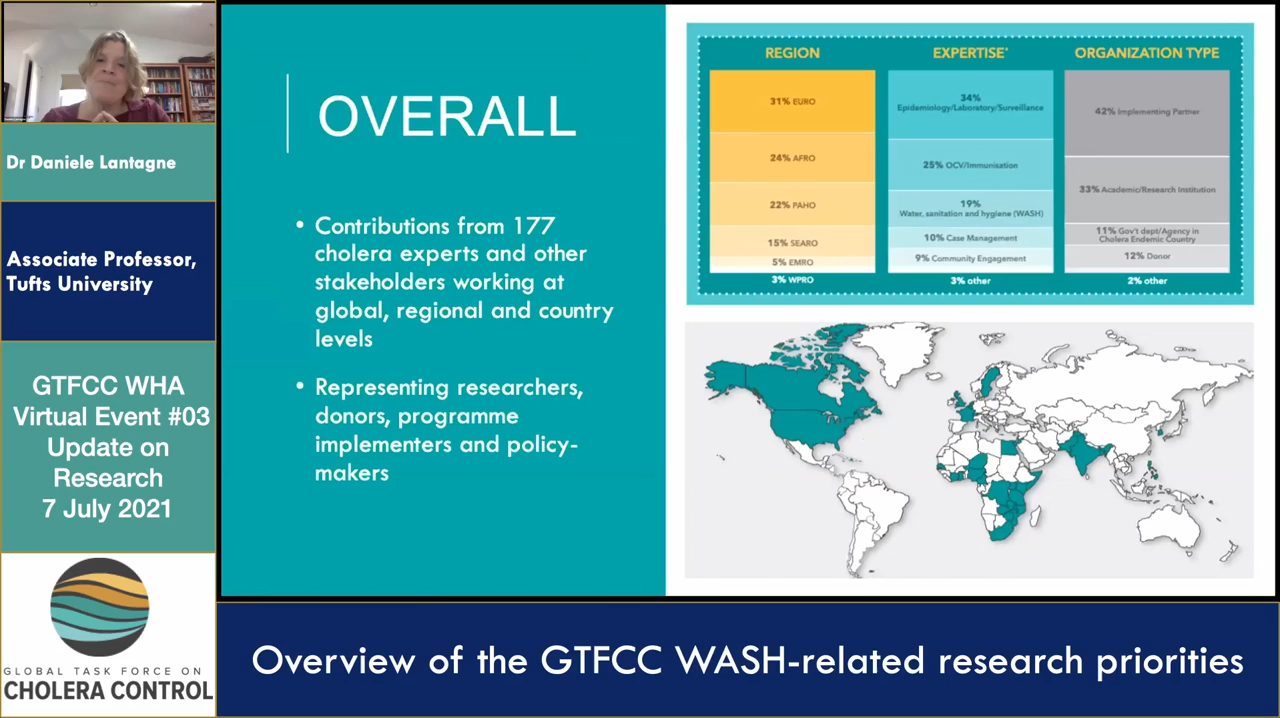 Dr Daniele Lantagne
Associate Professor,
Tufts University
GTFCC WHA
Virtual Event #03
Update on
Research
7 July 2021
GLOBAL TASK FORCE ON
CHOLERA CONTROL
OVERALL
• Contributions from 177
cholera experts and other
stakeholders working at
global, regional and country
levels
• Representing researchers,
donors, programme
implementers and policy-
makers
REGION
31% EURO
24% AFRO
22% PAHO
15% SEARO
5% EMRO
3% WPRO
EXPERTISE*
34%
Epidemiology/Laboratory/Surveillance
25% OCV/Immunisation
19%
Water, sanitation and hygiene (WASH)
10% Case Management
9% Community Engagement
3% other
ORGANIZATION TYPE
42% Implementing Partner
33% Academic/Research Institution
11% Gov't dept/Agency in
Cholera Endemic Country
12% Donor
2% other
Overview of the GTFCC WASH-related research priorities